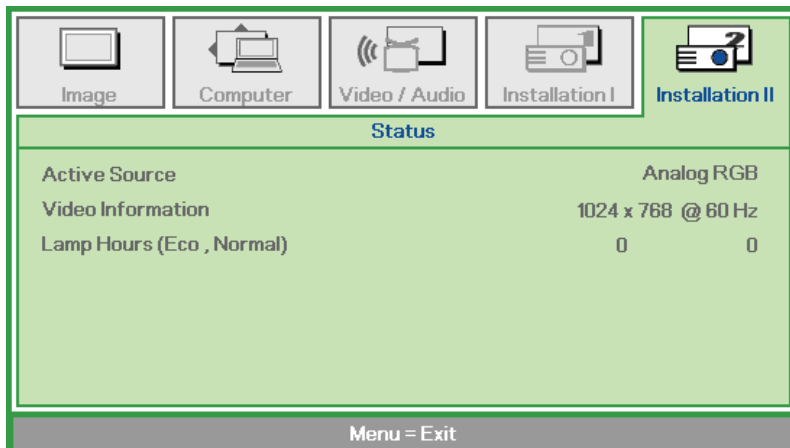 Image Computer Video / Audio Installation I Installation II
Status
Active Source Analog RGB
Video Information 1024 x 768 @ 60 Hz
Lamp Hours (Eco , Normal) 0 0
Menu = Exit